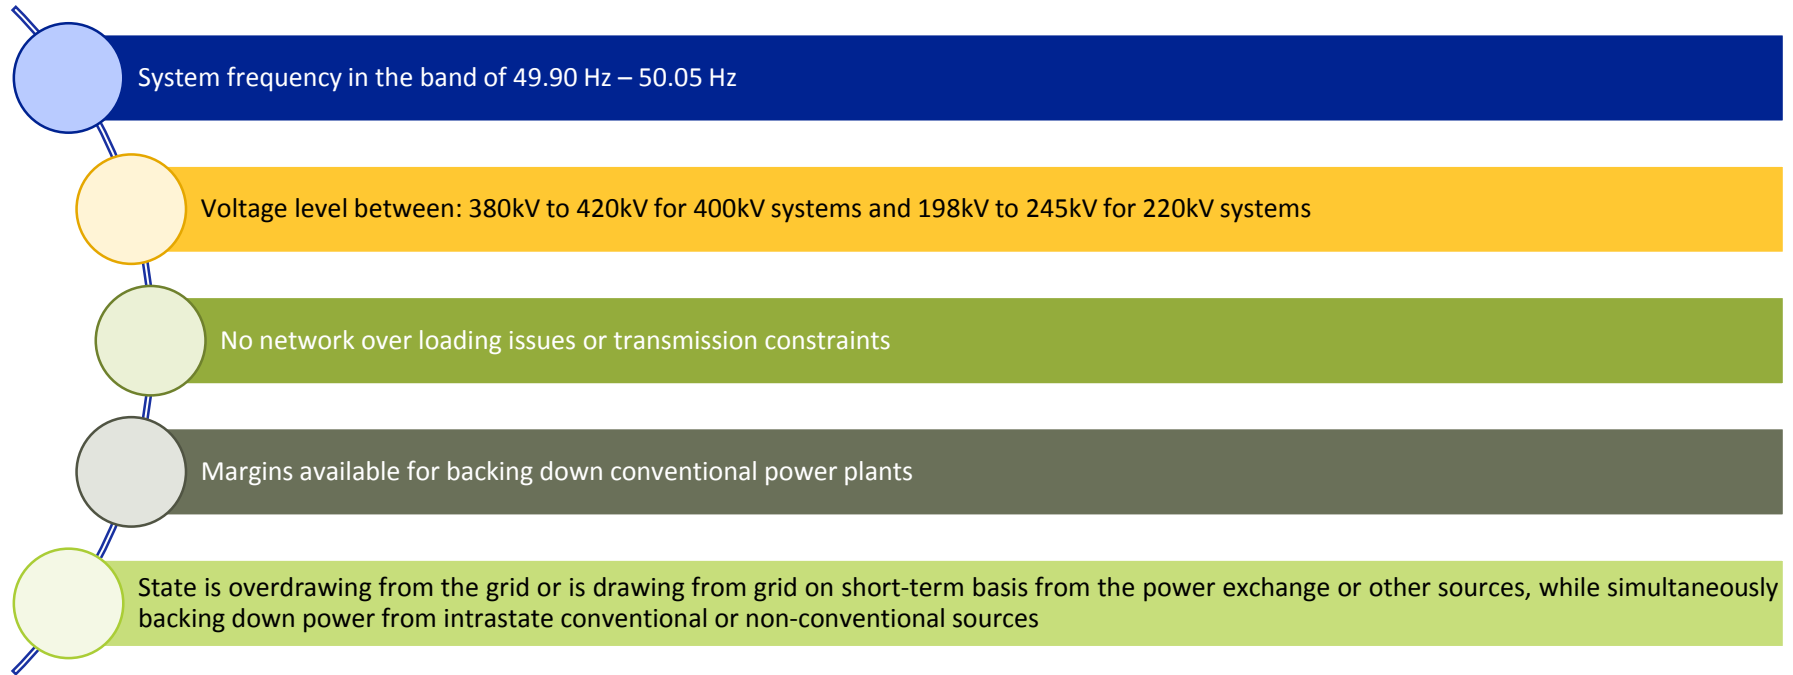 System frequency in the band of 49.90 Hz – 50.05 Hz
Voltage level between: 380kV to 420kV for 400kV systems and 198kV to 245kV for 220kV systems
No network over loading issues or transmission constraints
Margins available for backing down conventional power plants
State is overdrawing from the grid or is drawing from grid on short-term basis from the power exchange or other sources, while simultaneously
backing down power from intrastate conventional or non-conventional sources